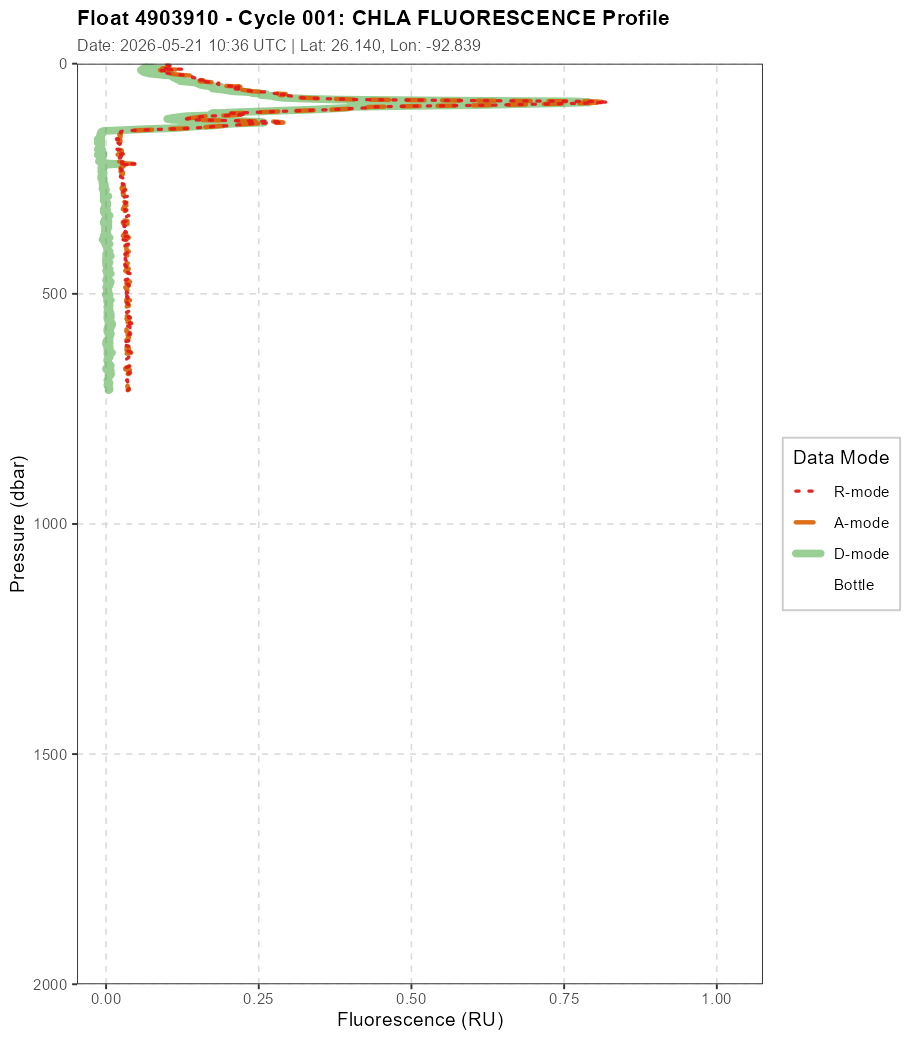 Float 4903910 - Cycle 001: CHLA FLUORESCENCE Profile
Date: 2026-05-21 10:36 UTC | Lat: 26.140, Lon: -92.839
0
500
1000
1500
2000
Pressure (dbar)
0.00 0.25 0.50 0.75 1.00
Fluorescence (RU)
Data Mode
R-mode
A-mode
D-mode
Bottle